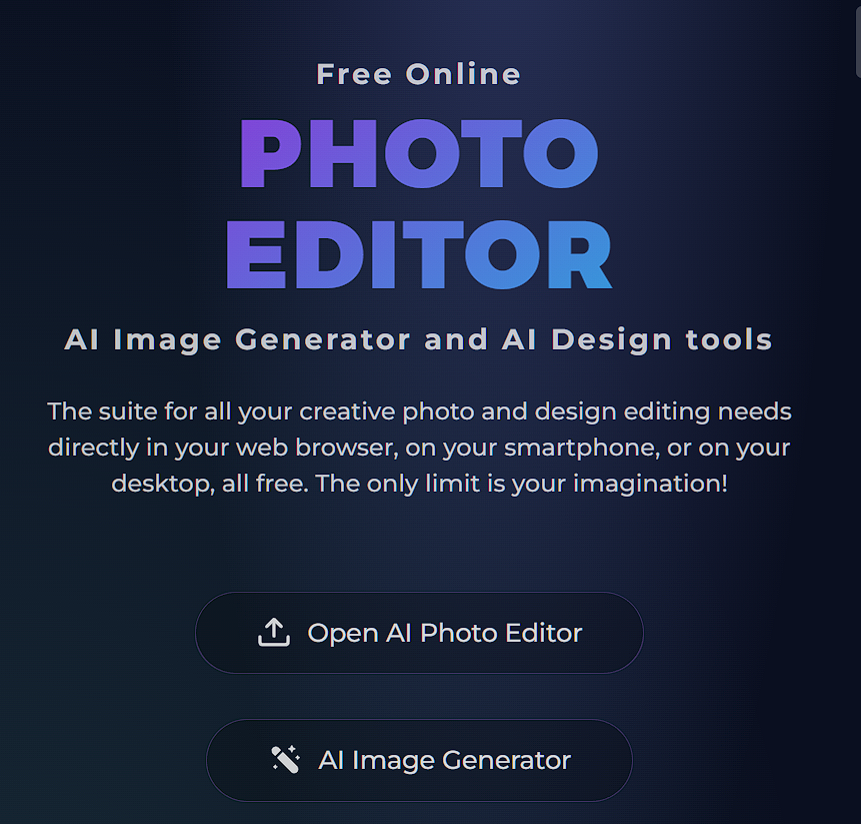 Free Online
PHOTO
EDITOR
AI Image Generator and AI Design tools
The suite for all your creative photo and design editing needs
directly in your web browser, on your smartphone, or on your
desktop, all free. The only limit is your imagination!
Open AI Photo Editor
AI Image Generator